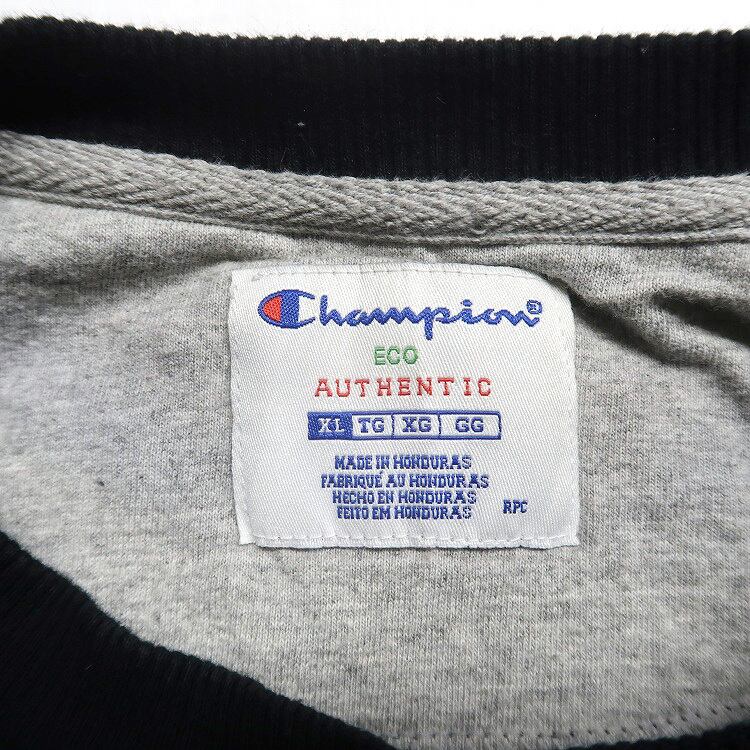 Champion
ECO
AUTHENTIC
XL TG XG GG
MADE IN HONDURAS
FABRIQUÉ AU HONDURAS
HECHO EN HONDURAS
FEITO EM HONDURAS
RPC